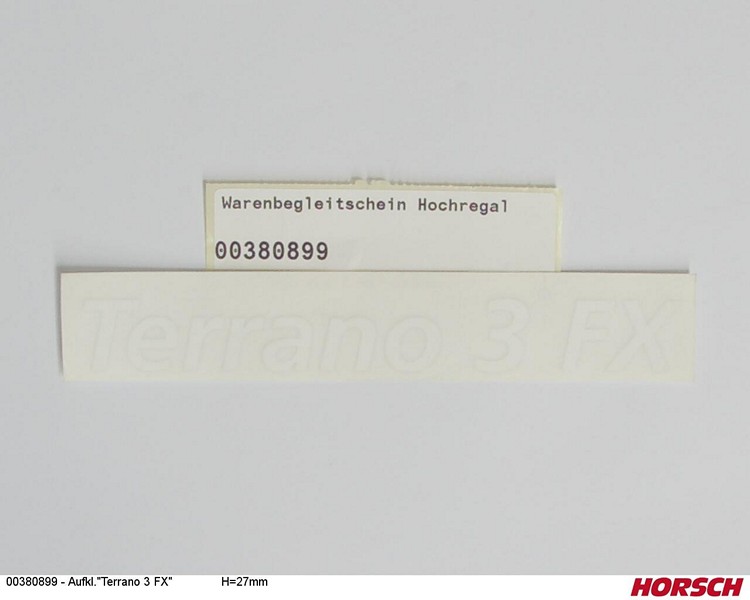 Warenbegleitschein Hochregal
00380899
Terrano 3 FX
00380899 - Aufkl."Terrano 3 FX" H=27mm
HORSCH